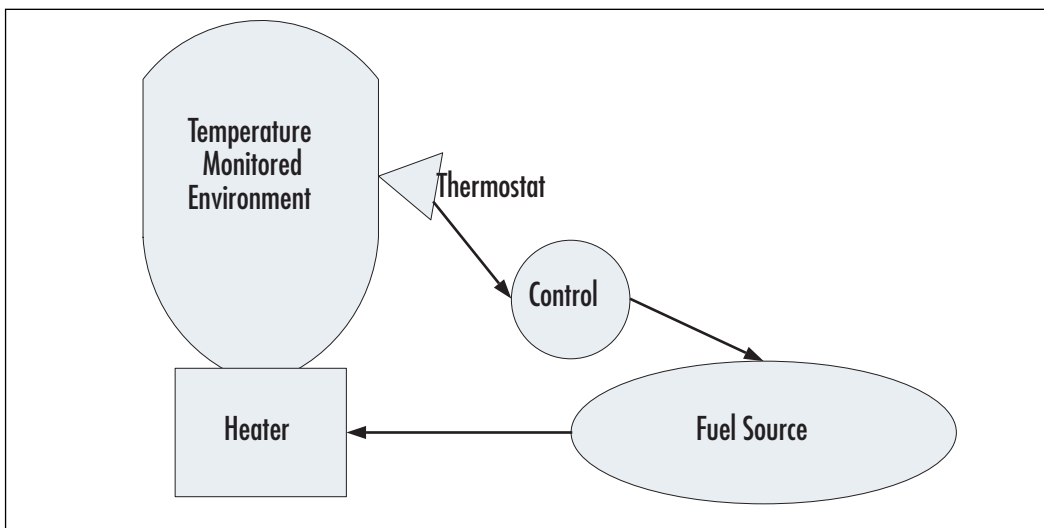 Temperature
Monitored
Environment
Thermostat
Control
Heater
Fuel Source